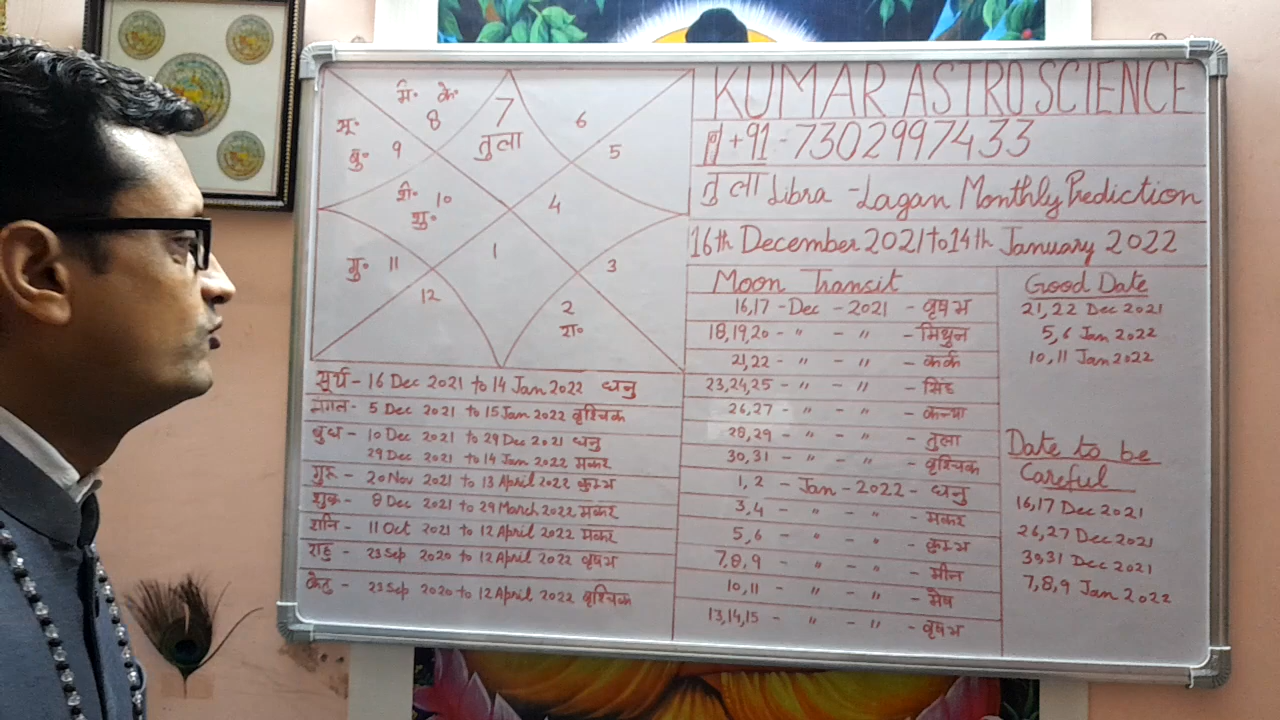 KUMAR ASTRO SCIENCE
+91-7302997433
तुला Libra - Lagan Monthly Prediction
16th December 2021 to 14th January 2022
मं॰ के॰
8
7
तुला
6
सू॰
बु॰ 9
5
श॰ 10
शु॰
4
1
गु॰ 11
3
12
2
रा॰
सूर्य - 16 Dec 2021 to 14 Jan 2022 धनु
मंगल - 5 Dec 2021 to 15 Jan 2022 वृश्चिक
बुध - 10 Dec 2021 to 29 Dec 2021 धनु
29 Dec 2021 to 14 Jan 2022 मकर
गुरु - 20 Nov 2021 to 13 April 2022 कुम्भ
शुक्र - 8 Dec 2021 to 29 March 2022 मकर
शनि - 11 Oct 2021 to 12 April 2022 मकर
राहु - 23 Sep 2020 to 12 April 2022 वृषभ
केतु - 23 Sep 2020 to 12 April 2022 वृश्चिक
Moon Transit
16,17 - Dec - 2021 - वृषभ
18,19,20 - " - " - मिथुन
21,22 - " - " - कर्क
23,24,25 - " - " - सिंह
26,27 - " - " - कन्या
28,29 - " - " - तुला
30,31 - " - " - वृश्चिक
1,2 - Jan - 2022 - धनु
3,4 - " - " - मकर
5,6 - " - " - कुम्भ
7,8,9 - " - " - मीन
10,11 - " - " - मेष
13,14,15 - " - " - वृषभ
Good Date
21,22 Dec 2021
5,6 Jan 2022
10,11 Jan 2022
Date to be
Careful
16,17 Dec 2021
26,27 Dec 2021
30,31 Dec 2021
7,8,9 Jan 2022